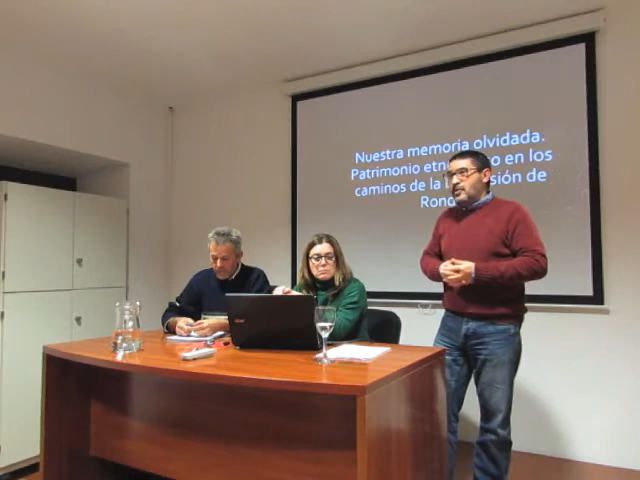 Nuestra memoria olvidada.
Patrimonio en los
caminos de la de